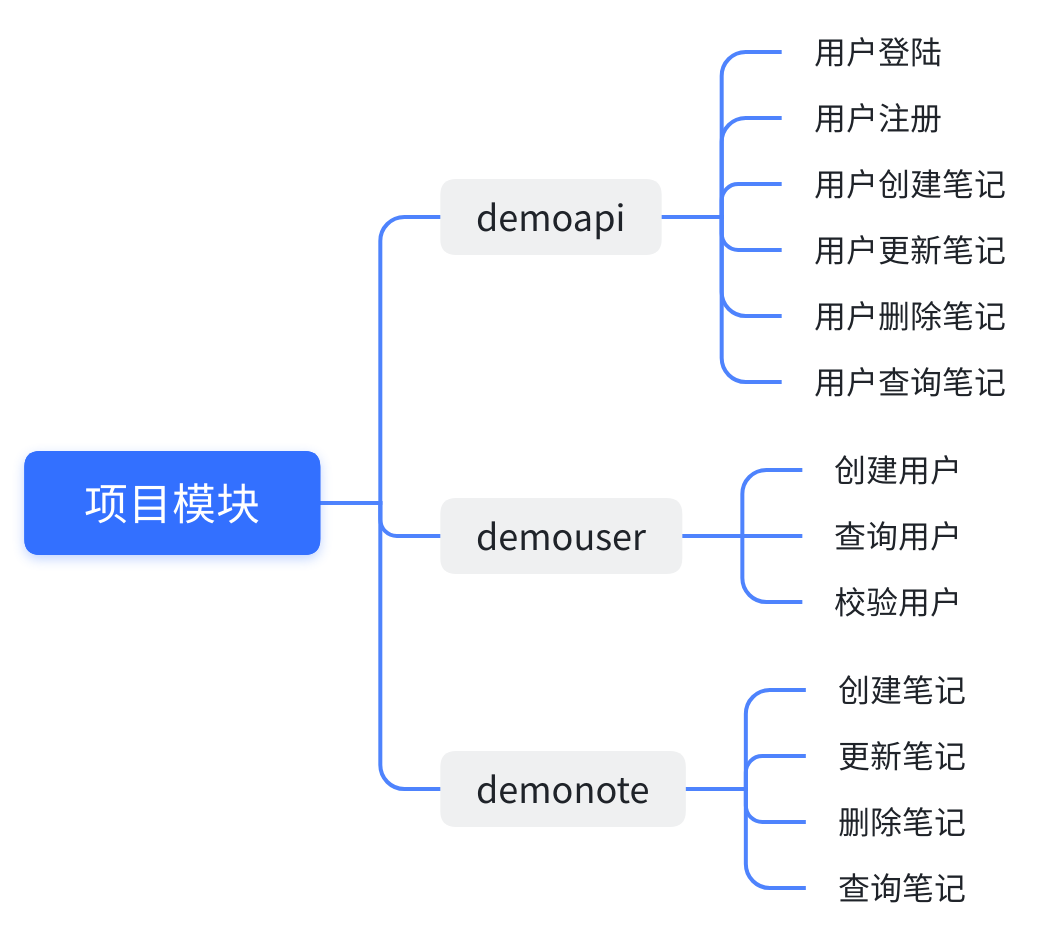 项目模块
demoapi
用户登陆
用户注册
用户创建笔记
用户更新笔记
用户删除笔记
用户查询笔记
demouser
创建用户
查询用户
校验用户
demonote
创建笔记
更新笔记
删除笔记
查询笔记